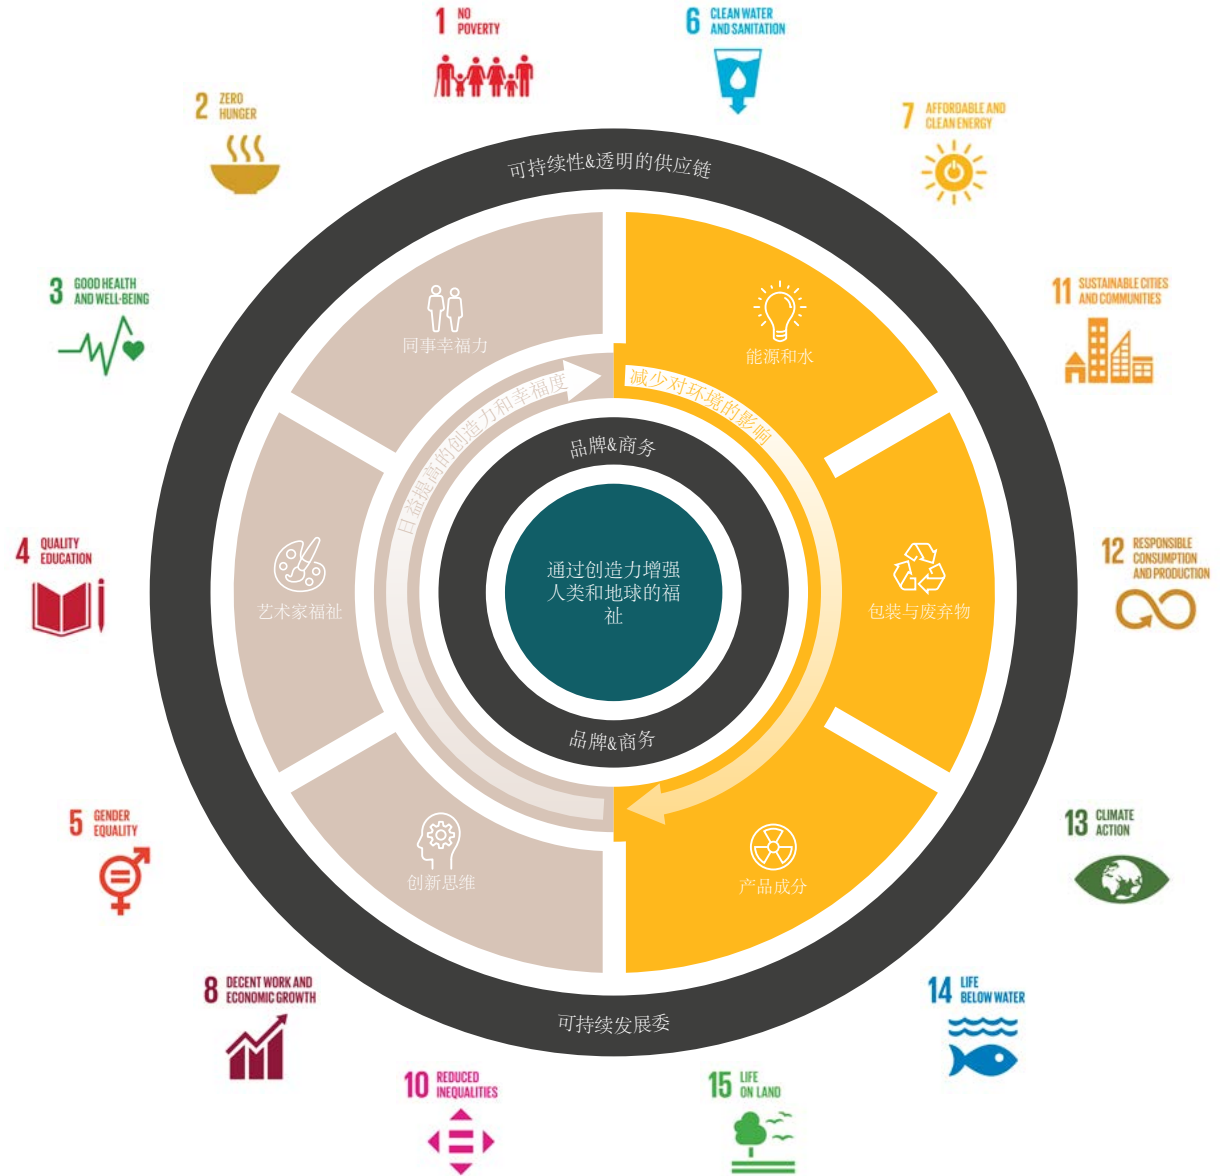 1 NO
POVERTY
6 CLEAN WATER
AND SANITATION
2 ZERO
HUNGER
7 AFFORDABLE AND
CLEAN ENERGY
可持续性&透明的供应链
3 GOOD HEALTH
AND WELL-BEING
11 SUSTAINABLE CITIES
AND COMMUNITIES
同事幸福力
能源和水
日益提高的创造力和幸福度
减少对环境的影响
品牌&商务
4 QUALITY
EDUCATION
12 RESPONSIBLE
CONSUMPTION
AND PRODUCTION
通过创造力增强
人类和地球的福
祉
艺术家福祉
包装与废弃物
品牌&商务
5 GENDER
EQUALITY
13 CLIMATE
ACTION
创新思维
产品成分
8 DECENT WORK AND
ECONOMIC GROWTH
14 LIFE
BELOW WATER
可持续发展委
10 REDUCED
INEQUALITIES
15 LIFE
ON LAND